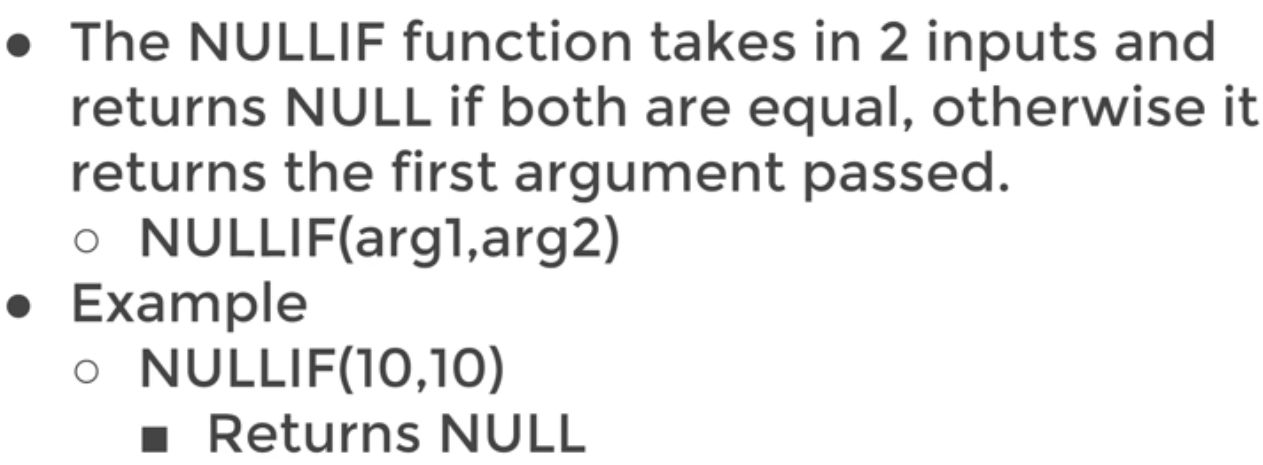 ● The NULLIF function takes in 2 inputs and
returns NULL if both are equal, otherwise it
returns the first argument passed.
○ NULLIF(arg1,arg2)
● Example
○ NULLIF(10,10)
■ Returns NULL